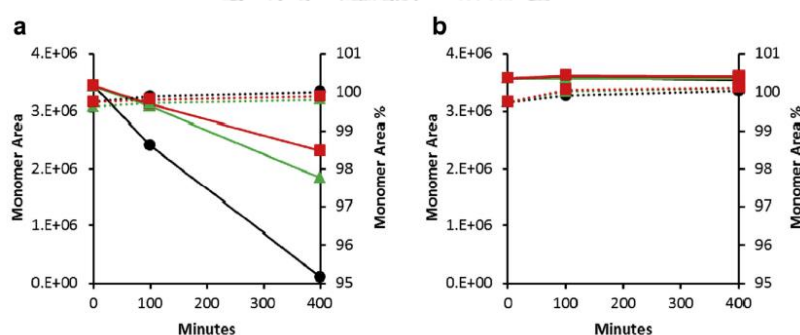 a
b
4.E+06
3.E+06
2.E+06
1.E+06
0.E+00
Monomer Area
101
100
99
98
97
96
95
Monomer Area %
0 100 200 300 400
Minutes
4.E+06
3.E+06
2.E+06
1.E+06
0.E+00
Monomer Area
101
100
99
98
97
96
95
Monomer Area %
0 100 200 300 400
Minutes